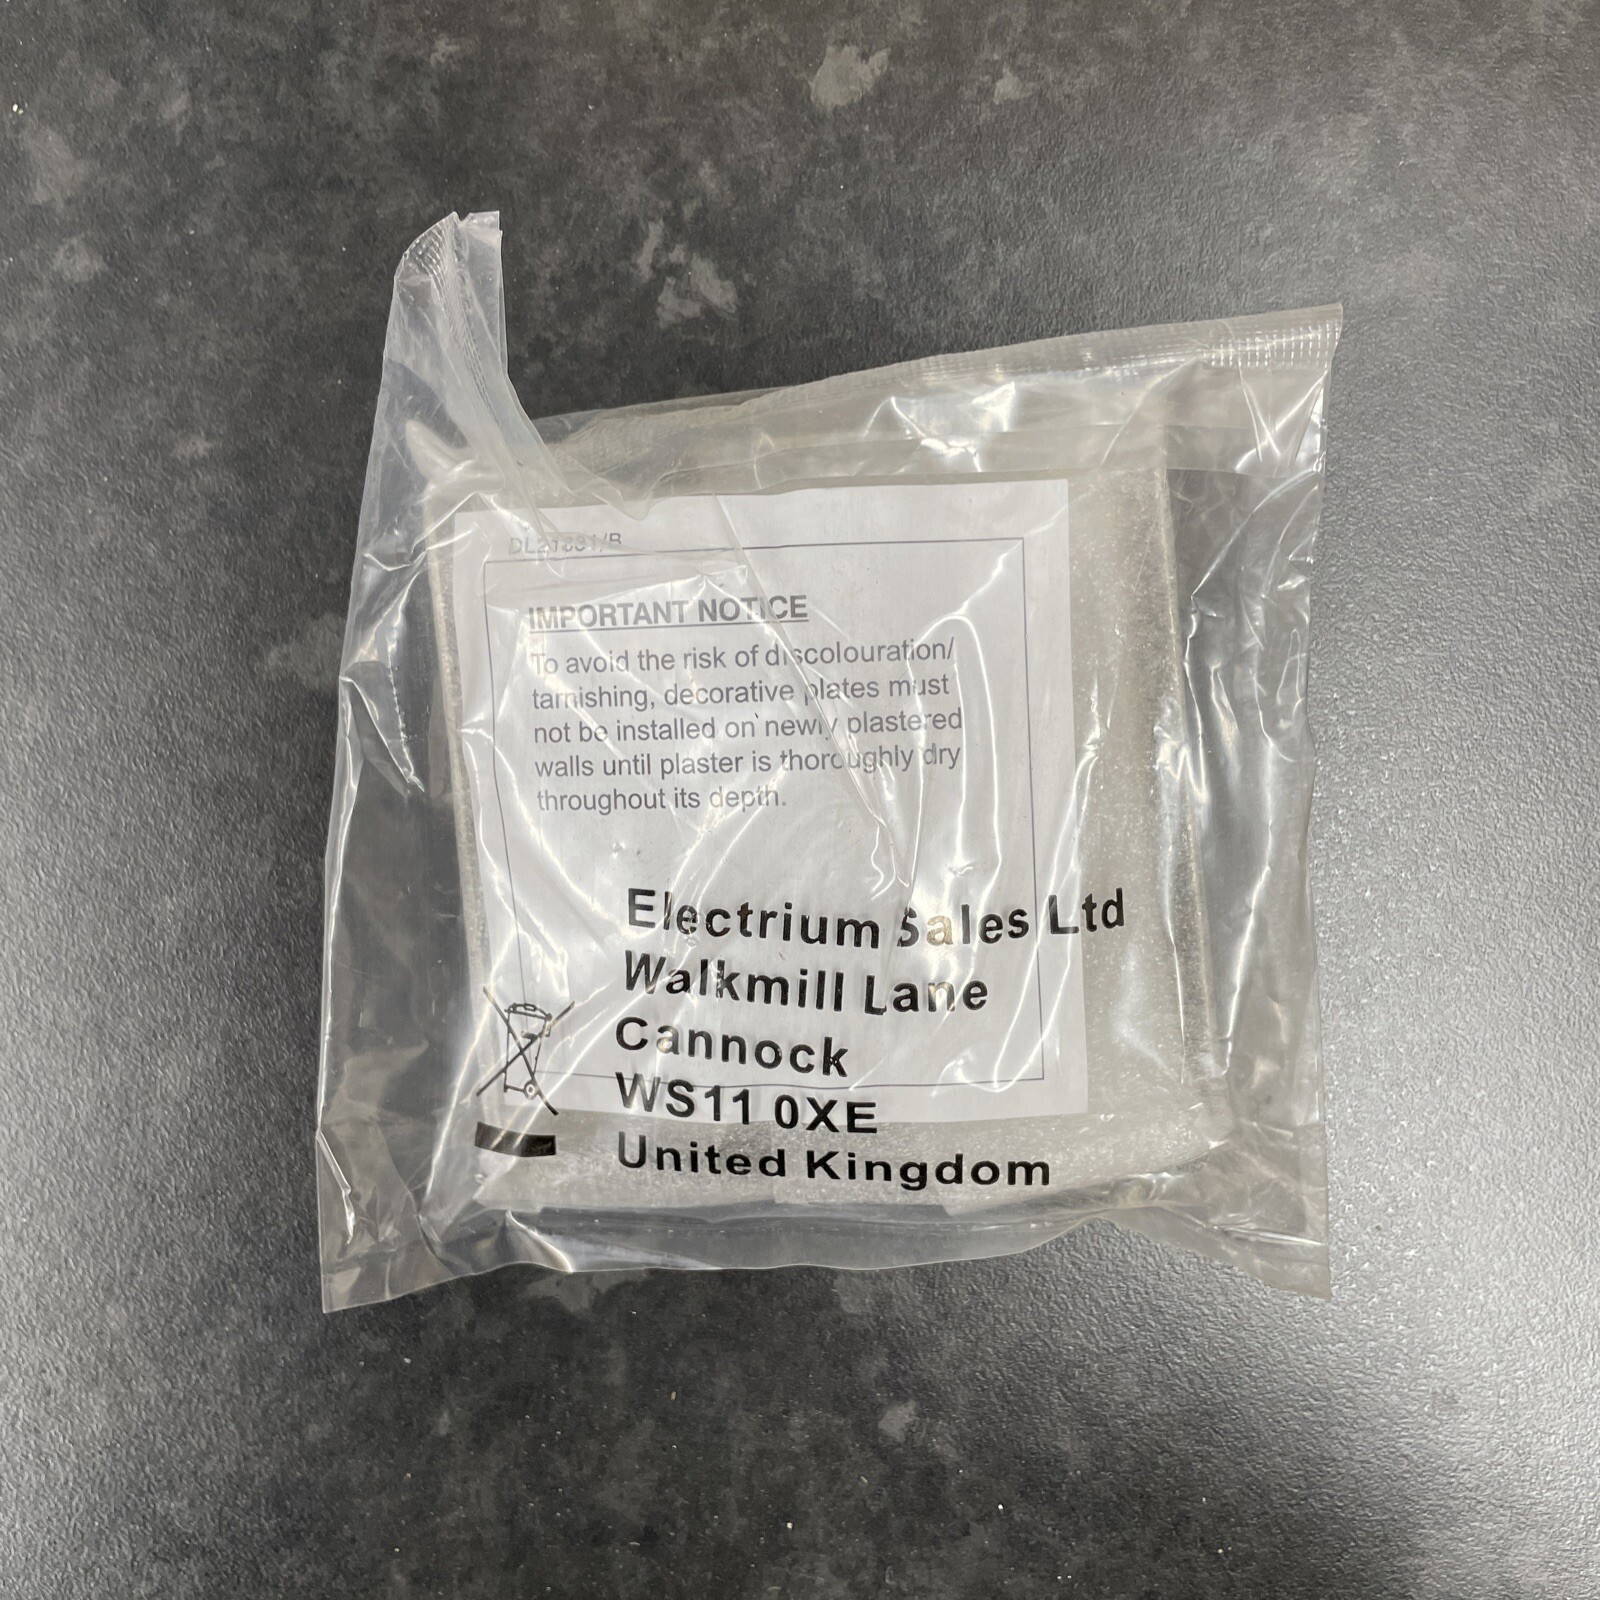 DL21331/B
IMPORTANT NOTICE
To avoid the risk of discolouration/
tarnishing, decorative plates must
not be installed on newly plastered
walls until plaster is thoroughly dry
throughout its depth.
Electrium Sales Ltd
Walkmill Lane
Cannock
WS11 0XE
United Kingdom